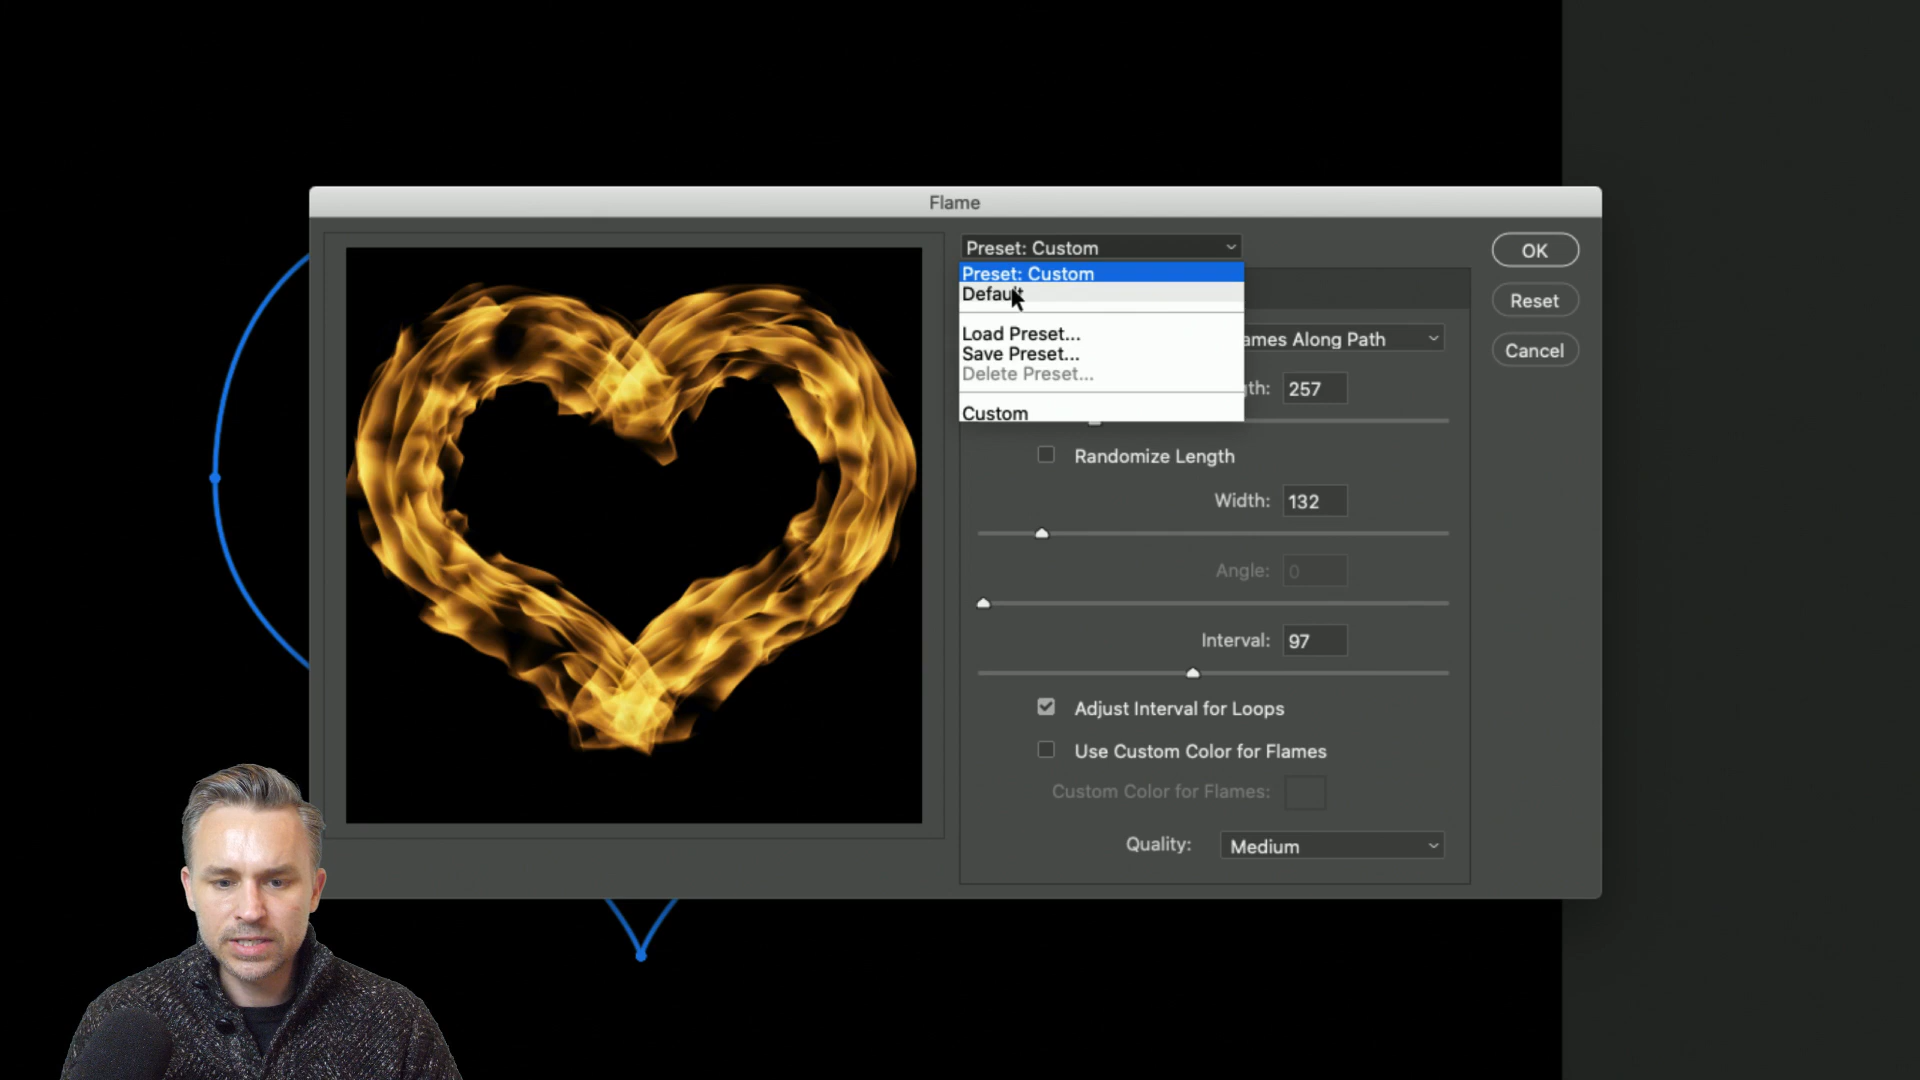 Flame
Preset: Custom
Preset: Custom
Default
Load Preset...
Save Preset...
Delete Preset...
Custom
ames Along Path
th: 257
Randomize Length
Width: 132
Angle: 0
Interval: 97
Adjust Interval for Loops
Use Custom Color for Flames
Custom Color for Flames:
Quality: Medium
OK
Reset
Cancel